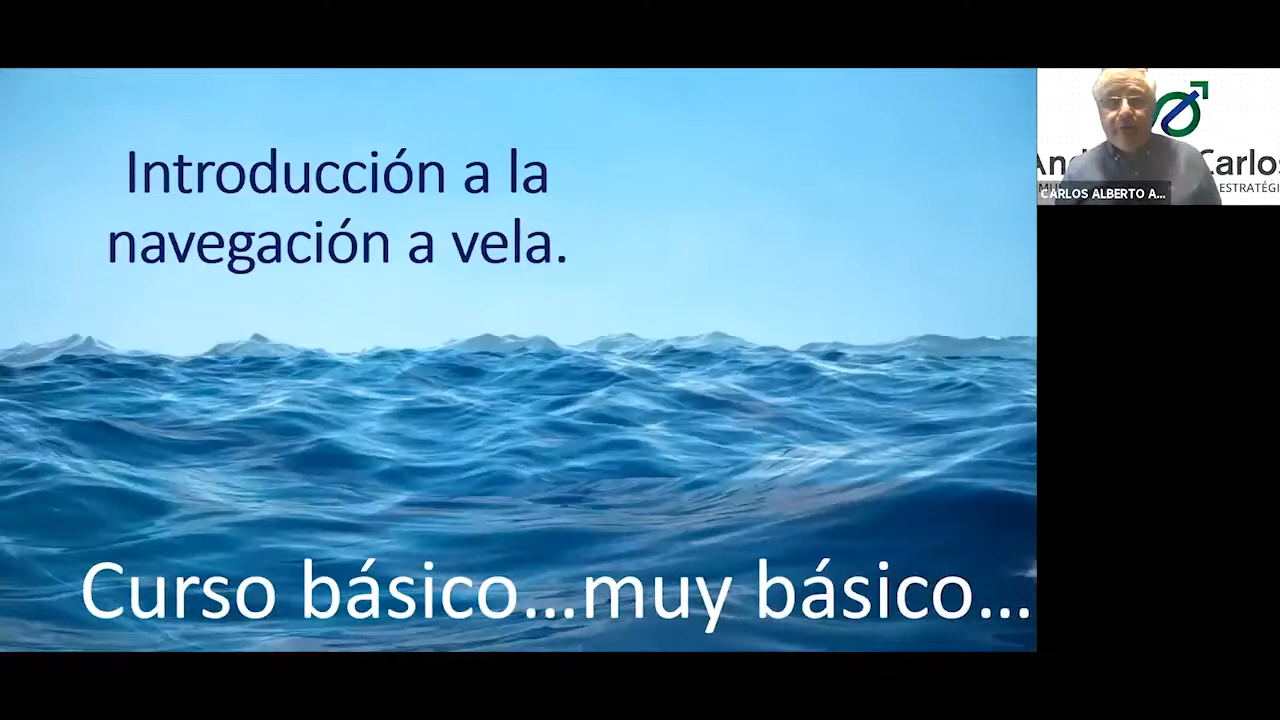 Introducción a la
navegación a vela.
Curso básico...muy básico...
Carlos
ESTRATÉGI
CARLOS ALBERTO A...